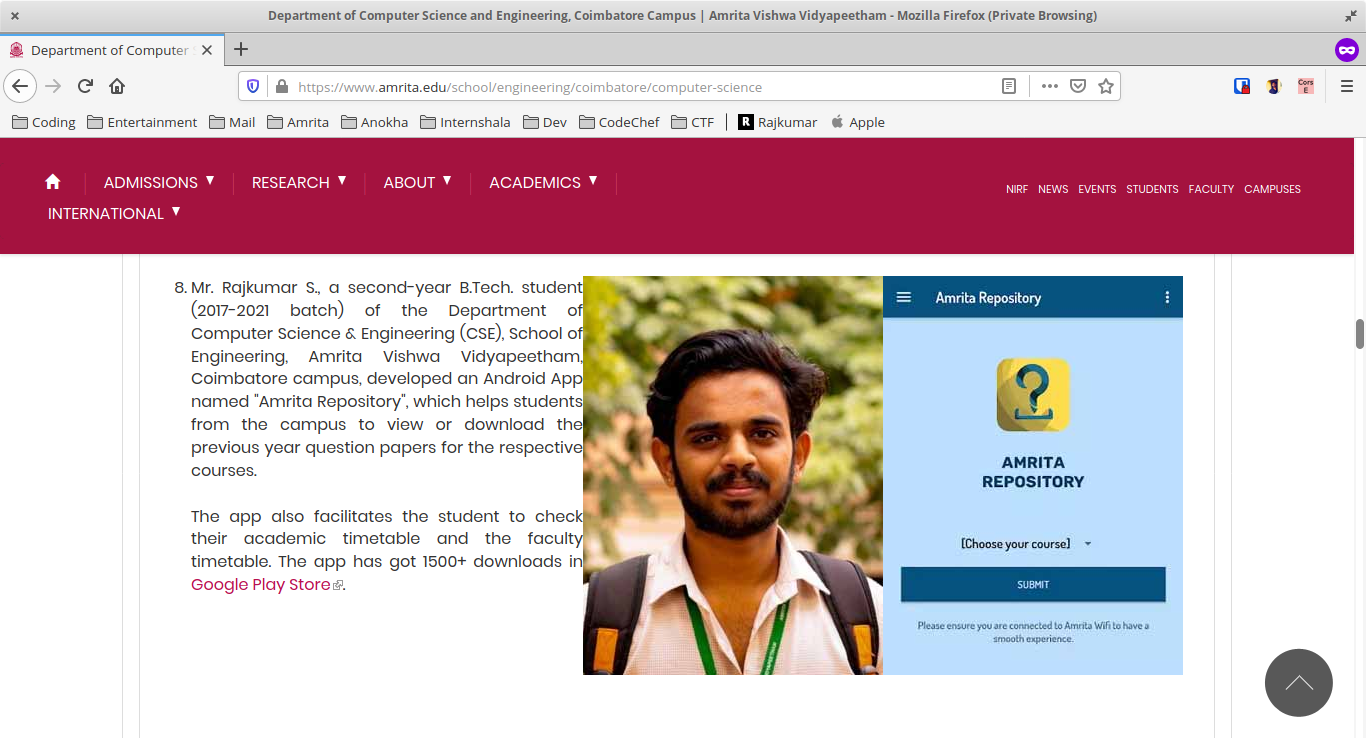 Department of Computer Science and Engineering, Coimbatore Campus | Amrita Vishwa Vidyapeetham - Mozilla Firefox (Private Browsing)
Department of Computer
https://www.amrita.edu/school/engineering/coimbatore/computer-science
Cors
E
Coding Entertainment Mail Amrita Anokha Internshala Dev CodeChef CTF R Rajkumar Apple
ADMISSIONS RESEARCH ABOUT ACADEMICS
NIRF NEWS EVENTS STUDENTS FACULTY CAMPUSES
INTERNATIONAL
8. Mr. Rajkumar S., a second-year B.Tech. student
(2017-2021 batch) of the Department of
Computer Science & Engineering (CSE), School of
Engineering, Amrita Vishwa Vidyapeetham,
Coimbatore campus, developed an Android App
named "Amrita Repository", which helps students
from the campus to view or download the
previous year question papers for the respective
courses.
The app also facilitates the student to check
their academic timetable and the faculty
timetable. The app has got 1500+ downloads in
Google Play Store.
Amrita Repository
AMRITA
REPOSITORY
[Choose your course]
SUBMIT
Please ensure you are connected to Amrita Wifi to have a
smooth experience.